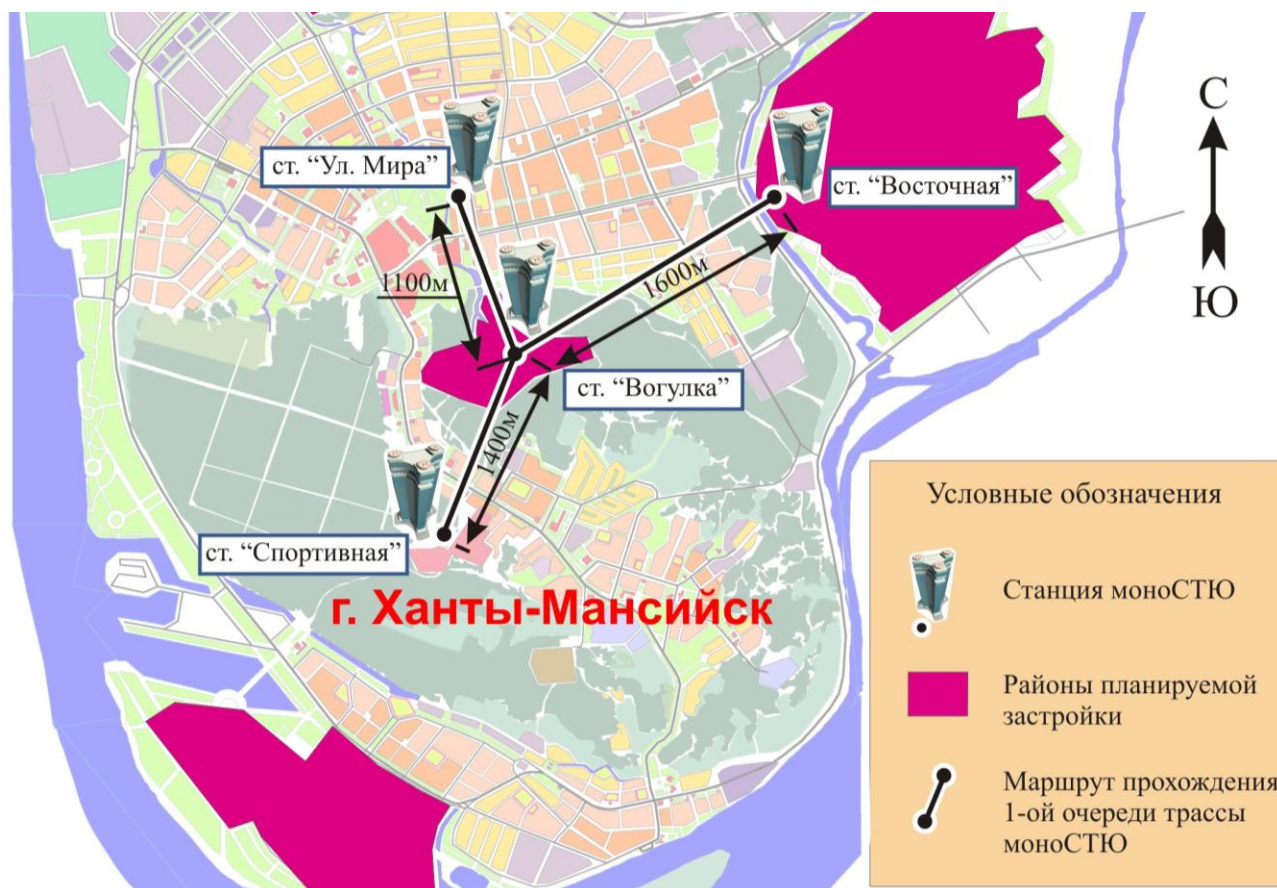 С
Ю
ст. “Ул. Мира”
ст. “Восточная”
1100м
1600м
ст. “Вогулка”
1400м
ст. “Спортивная”
г. Ханты-Мансийск
Условные обозначения
Станция моноСТЮ
Районы планируемой
застройки
Маршрут прохождения
1-ой очереди трассы
моноСТЮ